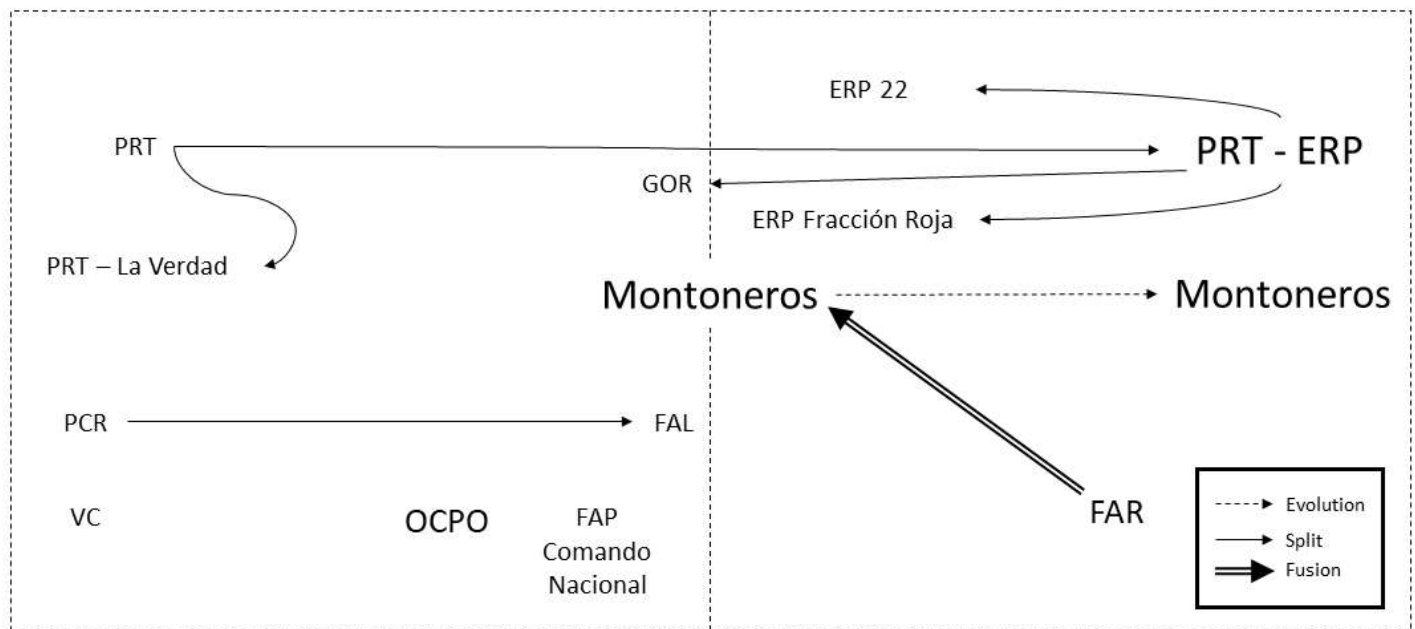 ERP 22
PRT
PRT - ERP
GOR
ERP Fracción Roja
PRT – La Verdad
Montoneros
Montoneros
PCR
FAL
VC
OCPO
FAP
Comando
Nacional
FAR
Evolution
Split
Fusion